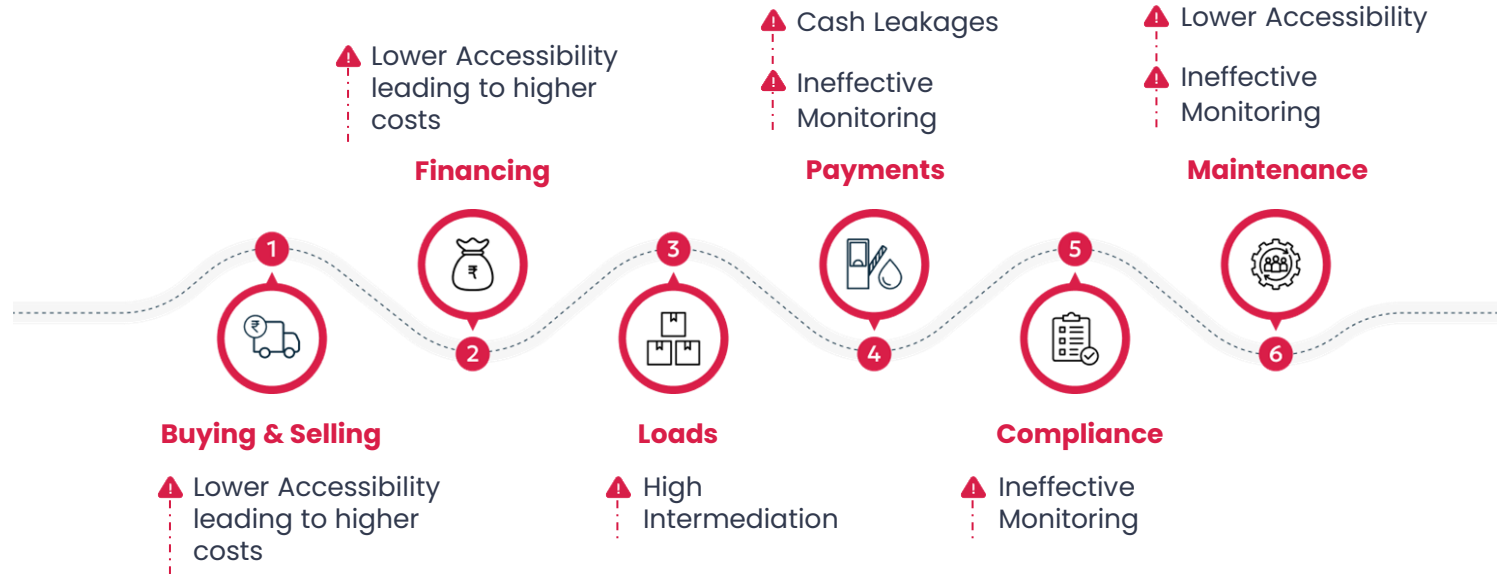 Lower Accessibility
leading to higher
costs
Financing
Cash Leakages
Ineffective
Monitoring
Payments
Lower Accessibility
Ineffective
Monitoring
Maintenance
1
₹
3
5
₹
2
4
6
Buying & Selling
Lower Accessibility
leading to higher
costs
Loads
High
Intermediation
Compliance
Ineffective
Monitoring